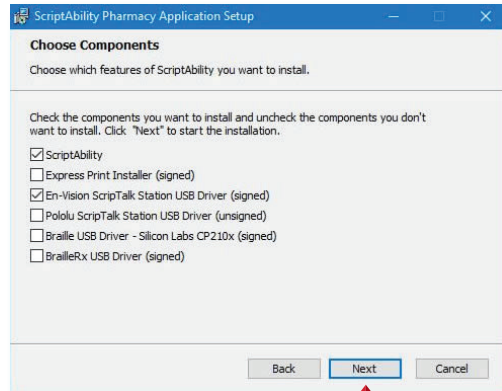 ScriptAbility Pharmacy Application Setup
Choose Components
Choose which features of ScriptAbility you want to install.
Check the components you want to install and uncheck the components you don't
want to install. Click "Next" to start the installation.
ScriptAbility
Express Print Installer (signed)
En-Vision ScripTalk Station USB Driver (signed)
Pololu ScripTalk Station USB Driver (unsigned)
Braille USB Driver - Silicon Labs CP210x (signed)
BrailleRx USB Driver (signed)
Back Next Cancel